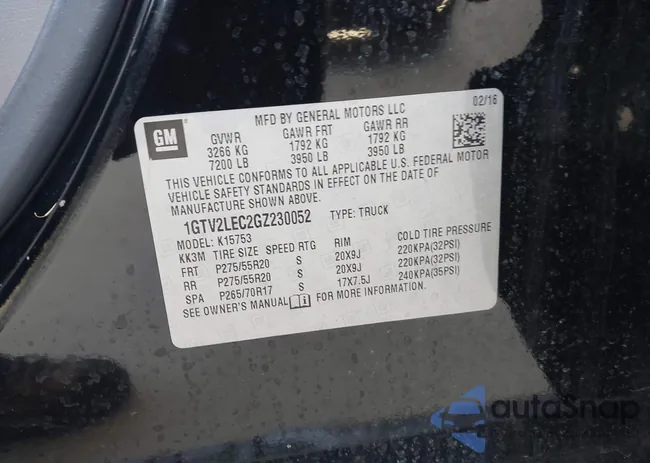 MFD BY GENERAL MOTORS LLC 02/16
GM
GVWR GAWR FRT GAWR RR
3266 KG 1792 KG 1792 KG
7200 LB 3950 LB 3950 LB
THIS VEHICLE CONFORMS TO ALL APPLICABLE U.S. FEDERAL MOTOR
VEHICLE SAFETY STANDARDS IN EFFECT ON THE DATE OF
MANUFACTURE SHOWN ABOVE.
1GTV2LEC2GZ230052 TYPE: TRUCK
MODEL: K15753
KK3M TIRE SIZE SPEED RTG RIM COLD TIRE PRESSURE
FRT P275/55R20 S 20X9J 220KPA(32PSI)
RR P275/55R20 S 20X9J 220KPA(32PSI)
SPA P265/70R17 S 17X7.5J 240KPA(35PSI)
SEE OWNER'S MANUAL FOR MORE INFORMATION.
autoSnap